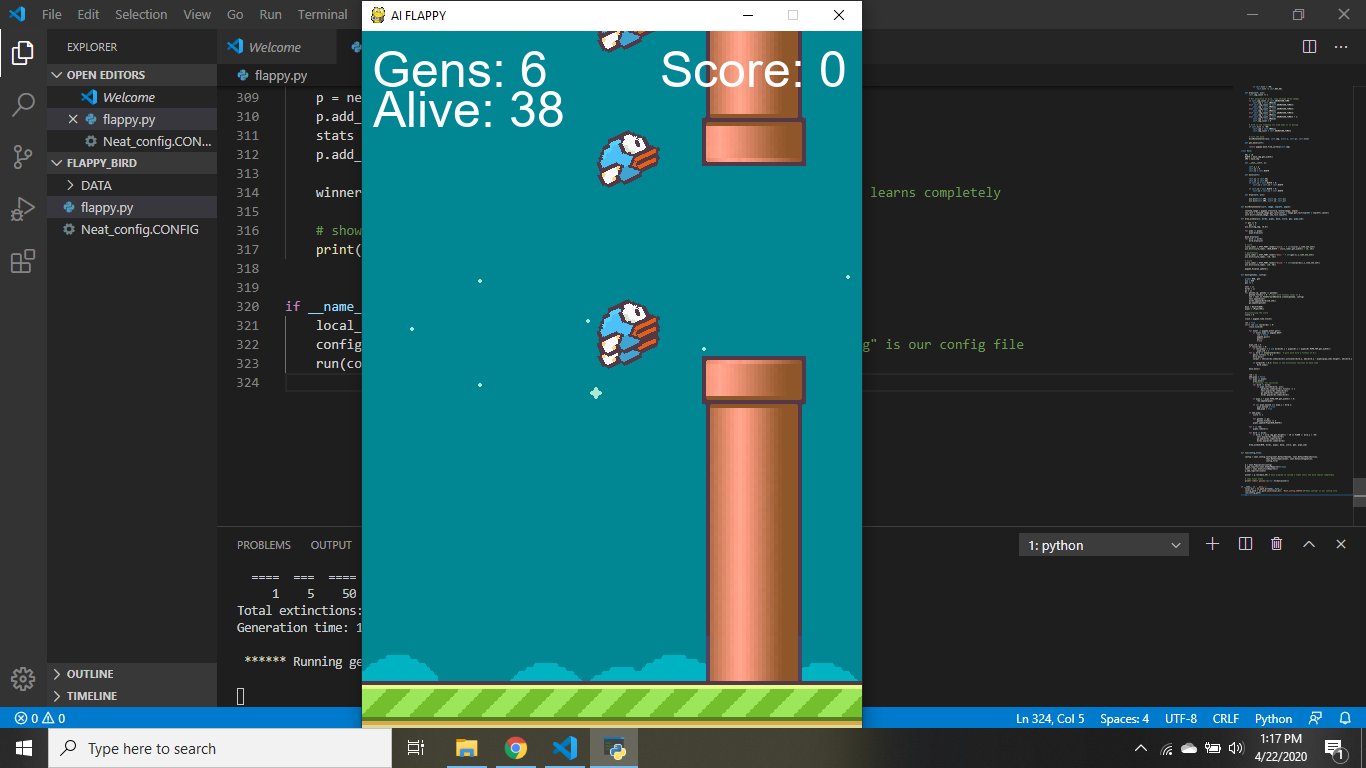 File Edit Selection View Go Run Terminal
AI FLAPPY
EXPLORER
OPEN EDITORS
Welcome
flappy.py
Neat_config.CON...
FLAPPY_BIRD
DATA
flappy.py
Neat_config.CONFIG
OUTLINE
TIMELINE
Welcome
flappy.py
309 p = ne
310 p.add_
311 stats
312 p.add_
313
314 winner learns completely
315
316 # show
317 print(
318
319
320 if __name_
321 local_
322 config g" is our config file
323 run(co
324
Gens: 6 Score: 0
Alive: 38
PROBLEMS OUTPUT
1: python
==== === ====
1 5 50
Total extinctions:
Generation time: 1
****** Running ge
0 0
Ln 324, Col 5 Spaces: 4 UTF-8 CRLF Python
Type here to search
1:17 PM
4/22/2020
1